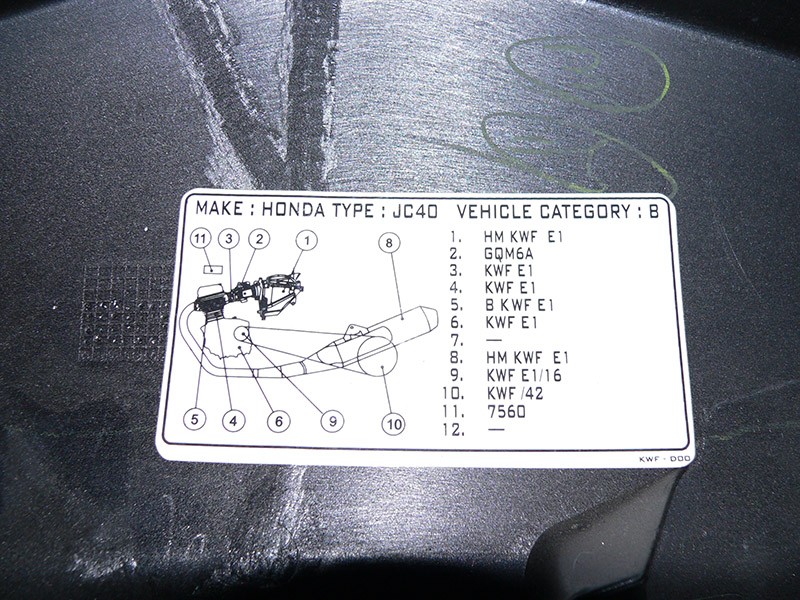 MAKE : HONDA TYPE : JC40 VEHICLE CATEGORY : B
1. HM KWF E1
2. GQM6A
3. KWF E1
4. KWF E1
5. B KWF E1
6. KWF E1
7. —
8. HM KWF E1
9. KWF E1/16
10. KWF /42
11. 7560
12. —
11 3 2 1 8
5 4 6 9 10
KWF - D00